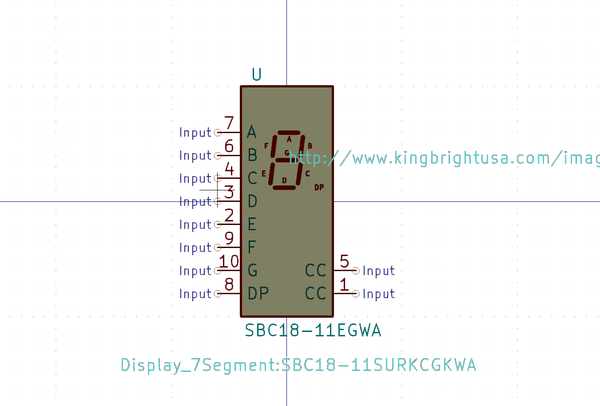 U
Input 7 A
Input 6 B
Input 4 C
Input 3 D
Input 2 E
Input 9 F
Input 10 G
Input 8 DP
A
F B
G
E C
D
DP
http://www.kingbrightusa.com/imag
CC 5 Input
CC 1 Input
SBC18-11EGWA
Display_7Segment:SBC18-11SURKCGKWA